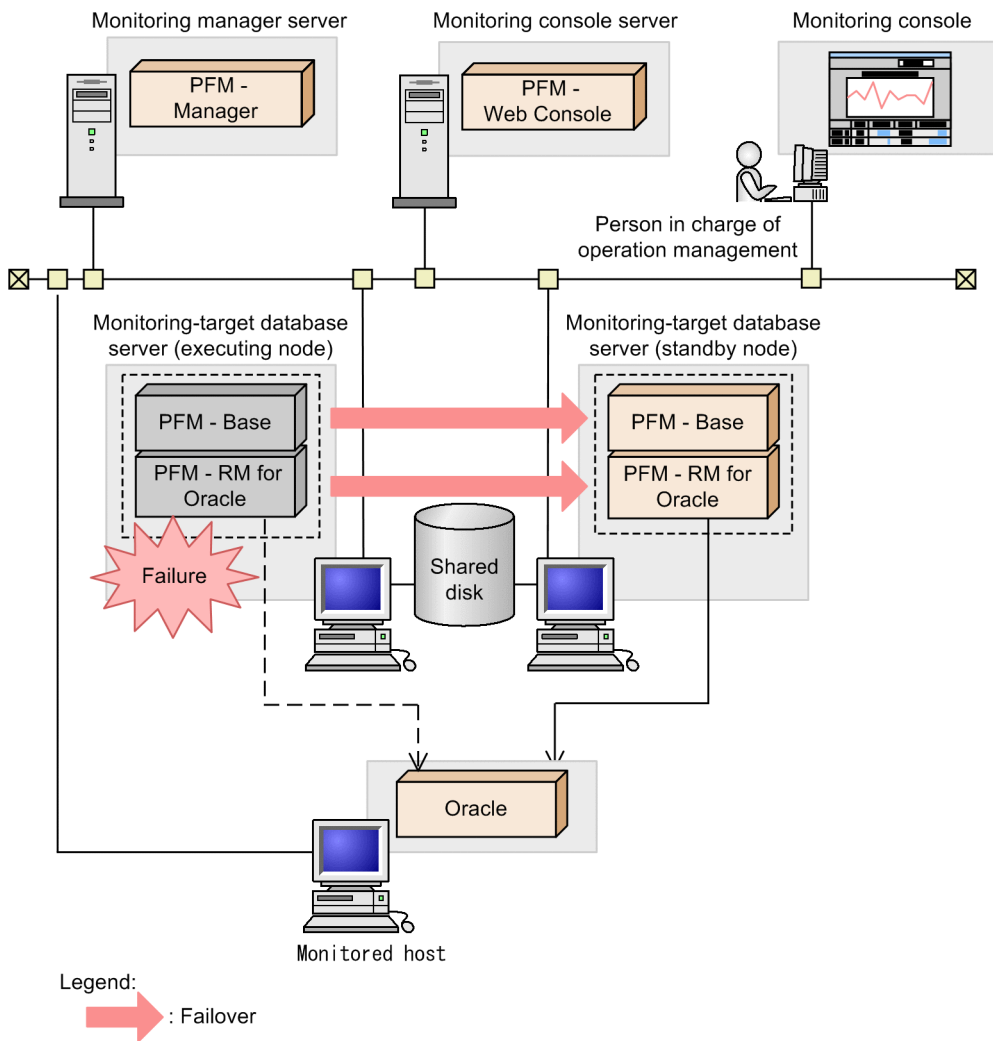 Monitoring manager server
Monitoring console server
Monitoring console
PFM -
Manager
PFM -
Web Console
Person in charge of
operation management
Monitoring-target database
server (executing node)
Monitoring-target database
server (standby node)
PFM - Base
PFM - RM for
Oracle
PFM - Base
PFM - RM for
Oracle
Failure
Shared
disk
Oracle
Monitored host
Legend:
: Failover